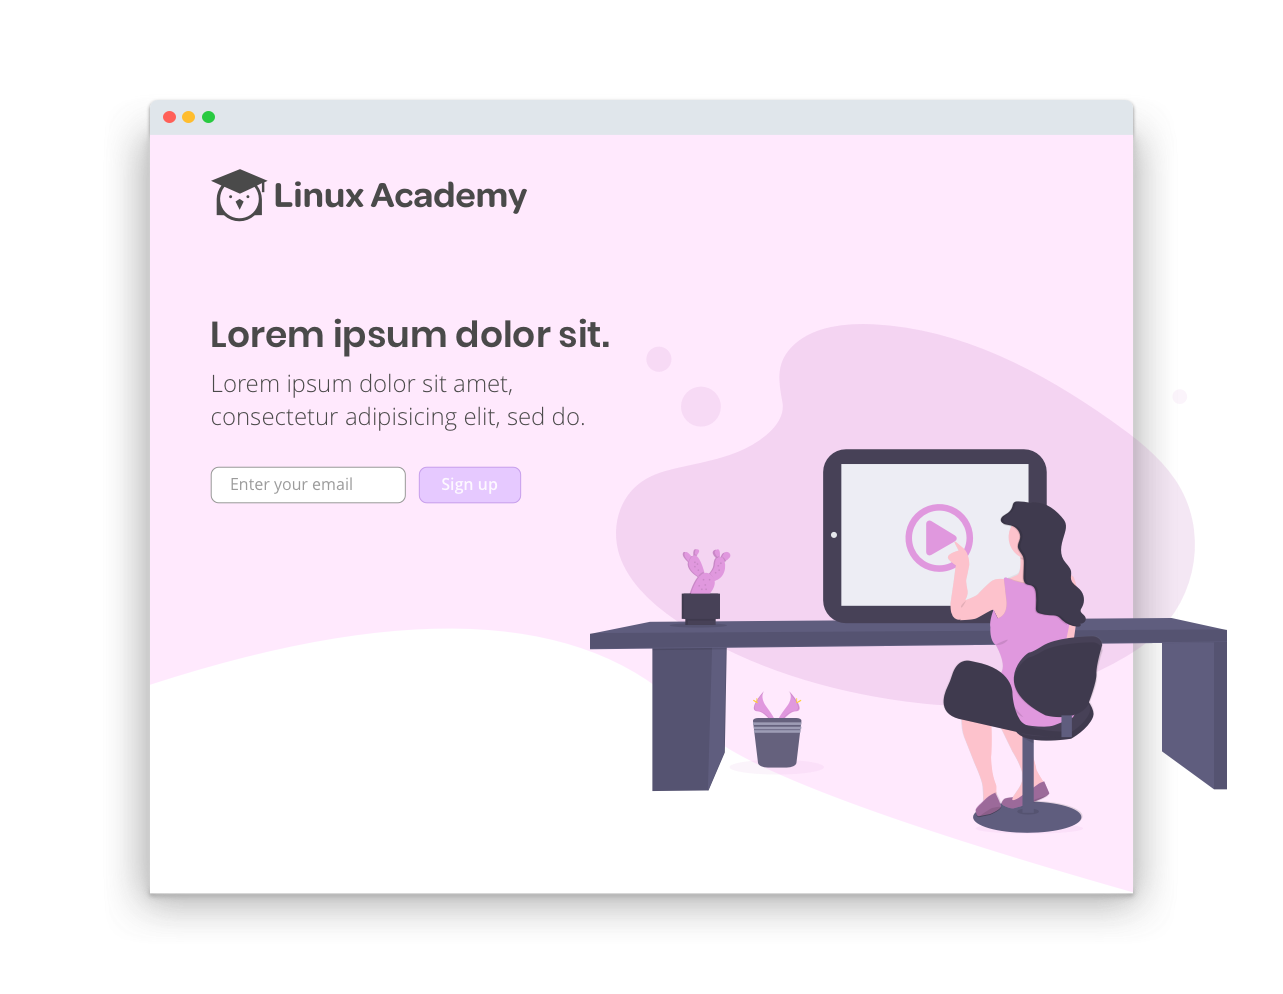 Linux Academy
Lorem ipsum dolor sit.
Lorem ipsum dolor sit amet,
consectetur adipisicing elit, sed do.
Enter your email
Sign up